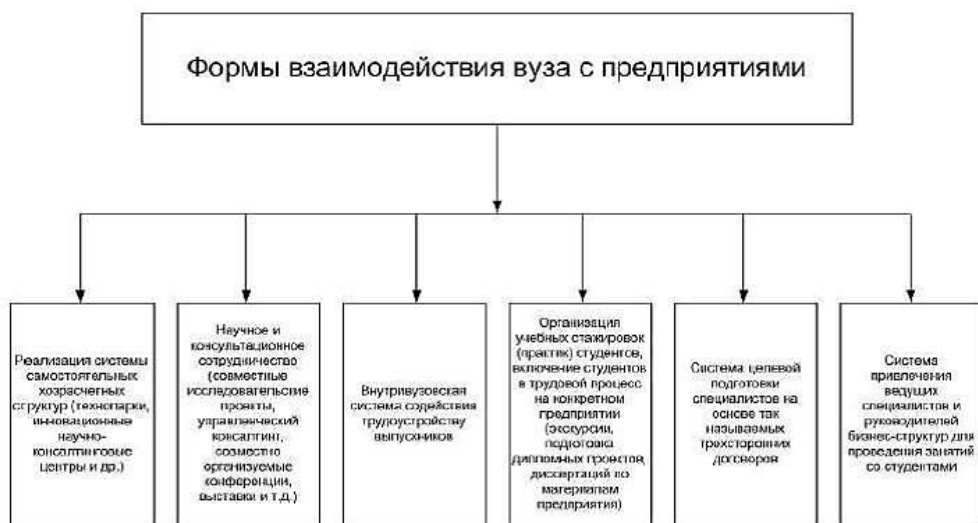 Формы взаимодействия вуза с предприятиями
Реализация системы
самостоятельных
хозрасчетных
структур (технопарки,
инновационные
научно-
консалтинговые
центры и др.)
Научное и
консультационное
сотрудничество
(совместные
исследовательские
проекты,
управленческий
консалтинг,
совместно
организуемые
конференции,
выставки и т.д.)
Внутривузовская
система содействия
трудоустройству
выпускников
Организация
учебных стажировок
(практик) студентов,
включение студентов
в трудовой процесс
на конкретном
предприятии
(экскурсии,
подготовка
дипломных проектов,
диссертаций по
материалам
предприятия)
Система целевой
подготовки
специалистов на
основе так
называемых
трехсторонних
договоров
Система
привлечения
ведущих
специалистов и
руководителей
бизнес-структур для
проведения занятий
со студентами